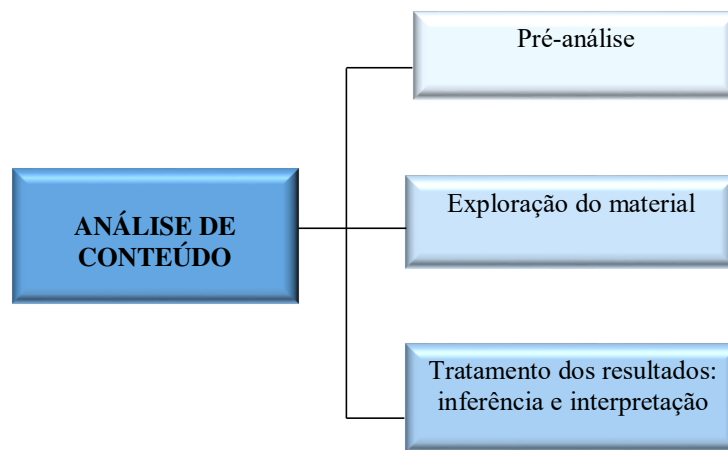 Pré-análise
ANÁLISE DE
CONTEÚDO
Exploração do material
Tratamento dos resultados:
inferência e interpretação